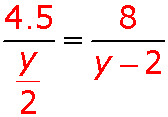 4.5/(y/2) = 8/(y − 2)